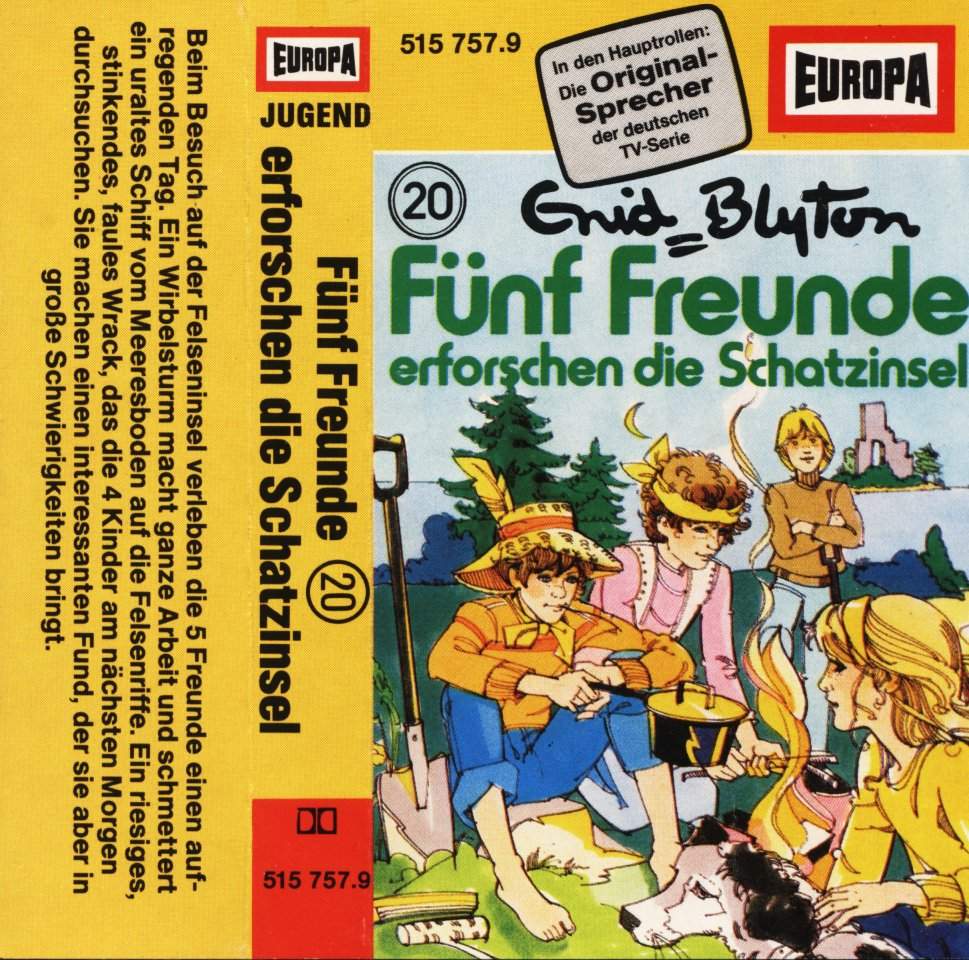 Beim Besuch auf der Felseninsel verleben die 5 Freunde einen auf-
regenden Tag. Ein Wirbelsturm macht ganze Arbeit und schmettert
ein uraltes Schiff vom Meeresboden auf die Felsenriffe. Ein riesiges,
stinkendes, faules Wrack, das die 4 Kinder am nächsten Morgen
durchsuchen. Sie machen einen interessanten Fund, der sie aber in
große Schwierigkeiten bringt.
EUROPA
JUGEND
Fünf Freunde 20
erforschen die Schatzinsel
515 757.9
515 757.9
In den Hauptrollen:
Die Original-
Sprecher
der deutschen
TV-Serie
EUROPA
20
Enid Blyton
Fünf Freunde
erforschen die Schatzinsel